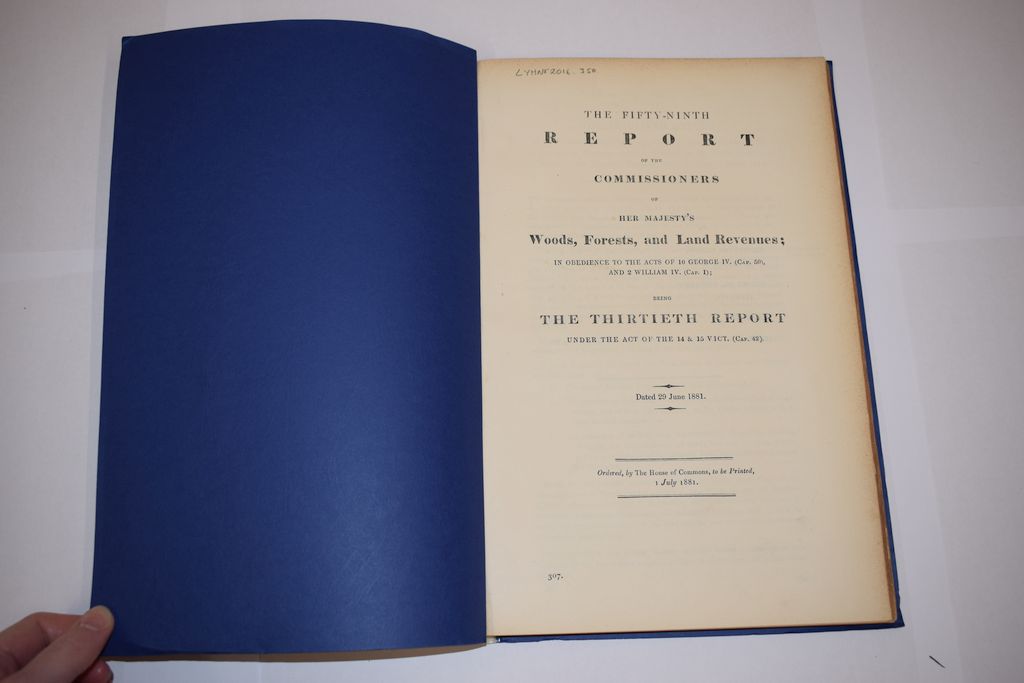 LYMNF2016.350
THE FIFTY-NINTH
REPORT
OF THE
COMMISSIONERS
OF
HER MAJESTY'S
Woods, Forests, and Land Revenues;
IN OBEDIENCE TO THE ACTS OF 10 GEORGE IV. (CAP. 50),
AND 2 WILLIAM IV. (CAP. 1);
BEING
THE THIRTIETH REPORT
UNDER THE ACT OF THE 14 & 15 VICT. (CAP. 42).
Dated 29 June 1881.
Ordered, by The House of Commons, to be Printed,
1 July 1881.
307.